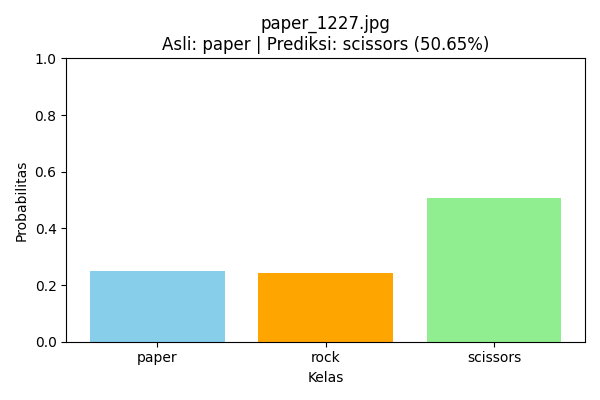 paper_1227.jpg
Asli: paper | Prediksi: scissors (50.65%)
1.0
0.8
0.6
0.4
0.2
0.0
Probabilitas
paper rock scissors
Kelas